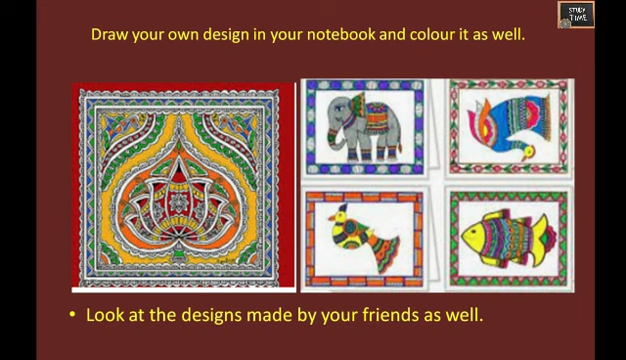 STUDY
TIME
Draw your own design in your notebook and colour it as well.
• Look at the designs made by your friends as well.